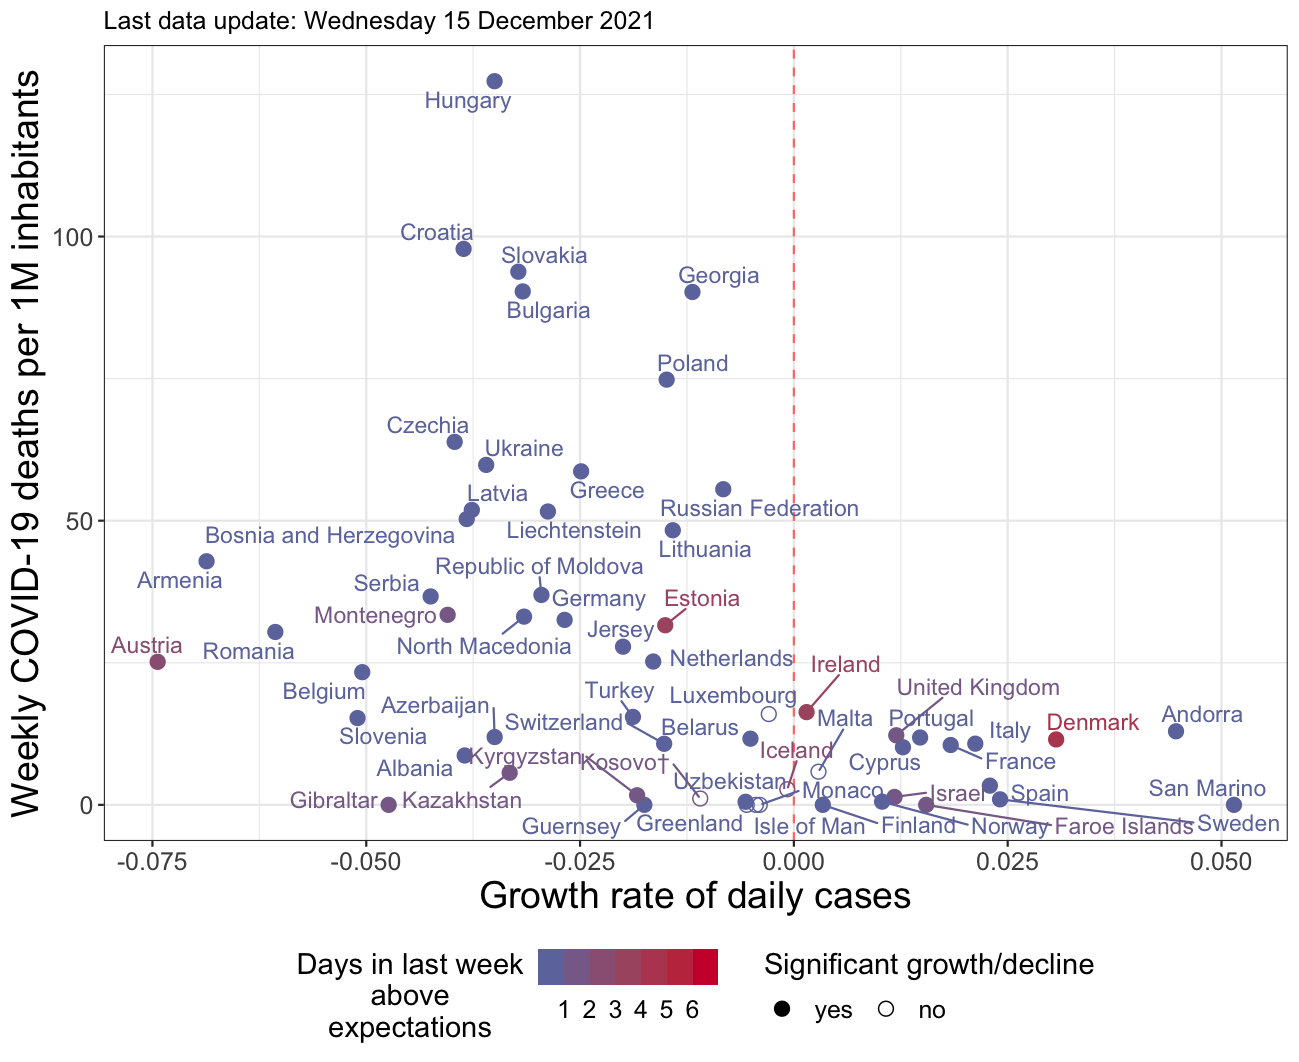 Last data update: Wednesday 15 December 2021
Weekly COVID-19 deaths per 1M inhabitants
100
50
0
Hungary
Croatia
Slovakia
Georgia
Bulgaria
Poland
Czechia
Ukraine
Latvia
Greece
Russian Federation
Bosnia and Herzegovina
Liechtenstein
Lithuania
Armenia
Republic of Moldova
Serbia
Germany
Estonia
Montenegro
Jersey
Austria
Romania
North Macedonia
Netherlands
Ireland
Belgium
Turkey
Luxembourg
United Kingdom
Azerbaijan
Switzerland
Belarus
Malta
Portugal
Italy
Denmark
Andorra
Slovenia
Albania
Kyrgyzstan
Kosovo†
Iceland
Cyprus
France
Uzbekistan
Monaco
Israel
Spain
San Marino
Gibraltar
Kazakhstan
Guernsey
Greenland
Isle of Man
Finland
Norway
Faroe Islands
Sweden
-0.075
-0.050
-0.025
0.000
0.025
0.050
Growth rate of daily cases
Days in last week
above
expectations
1 2 3 4 5 6
Significant growth/decline
yes
no